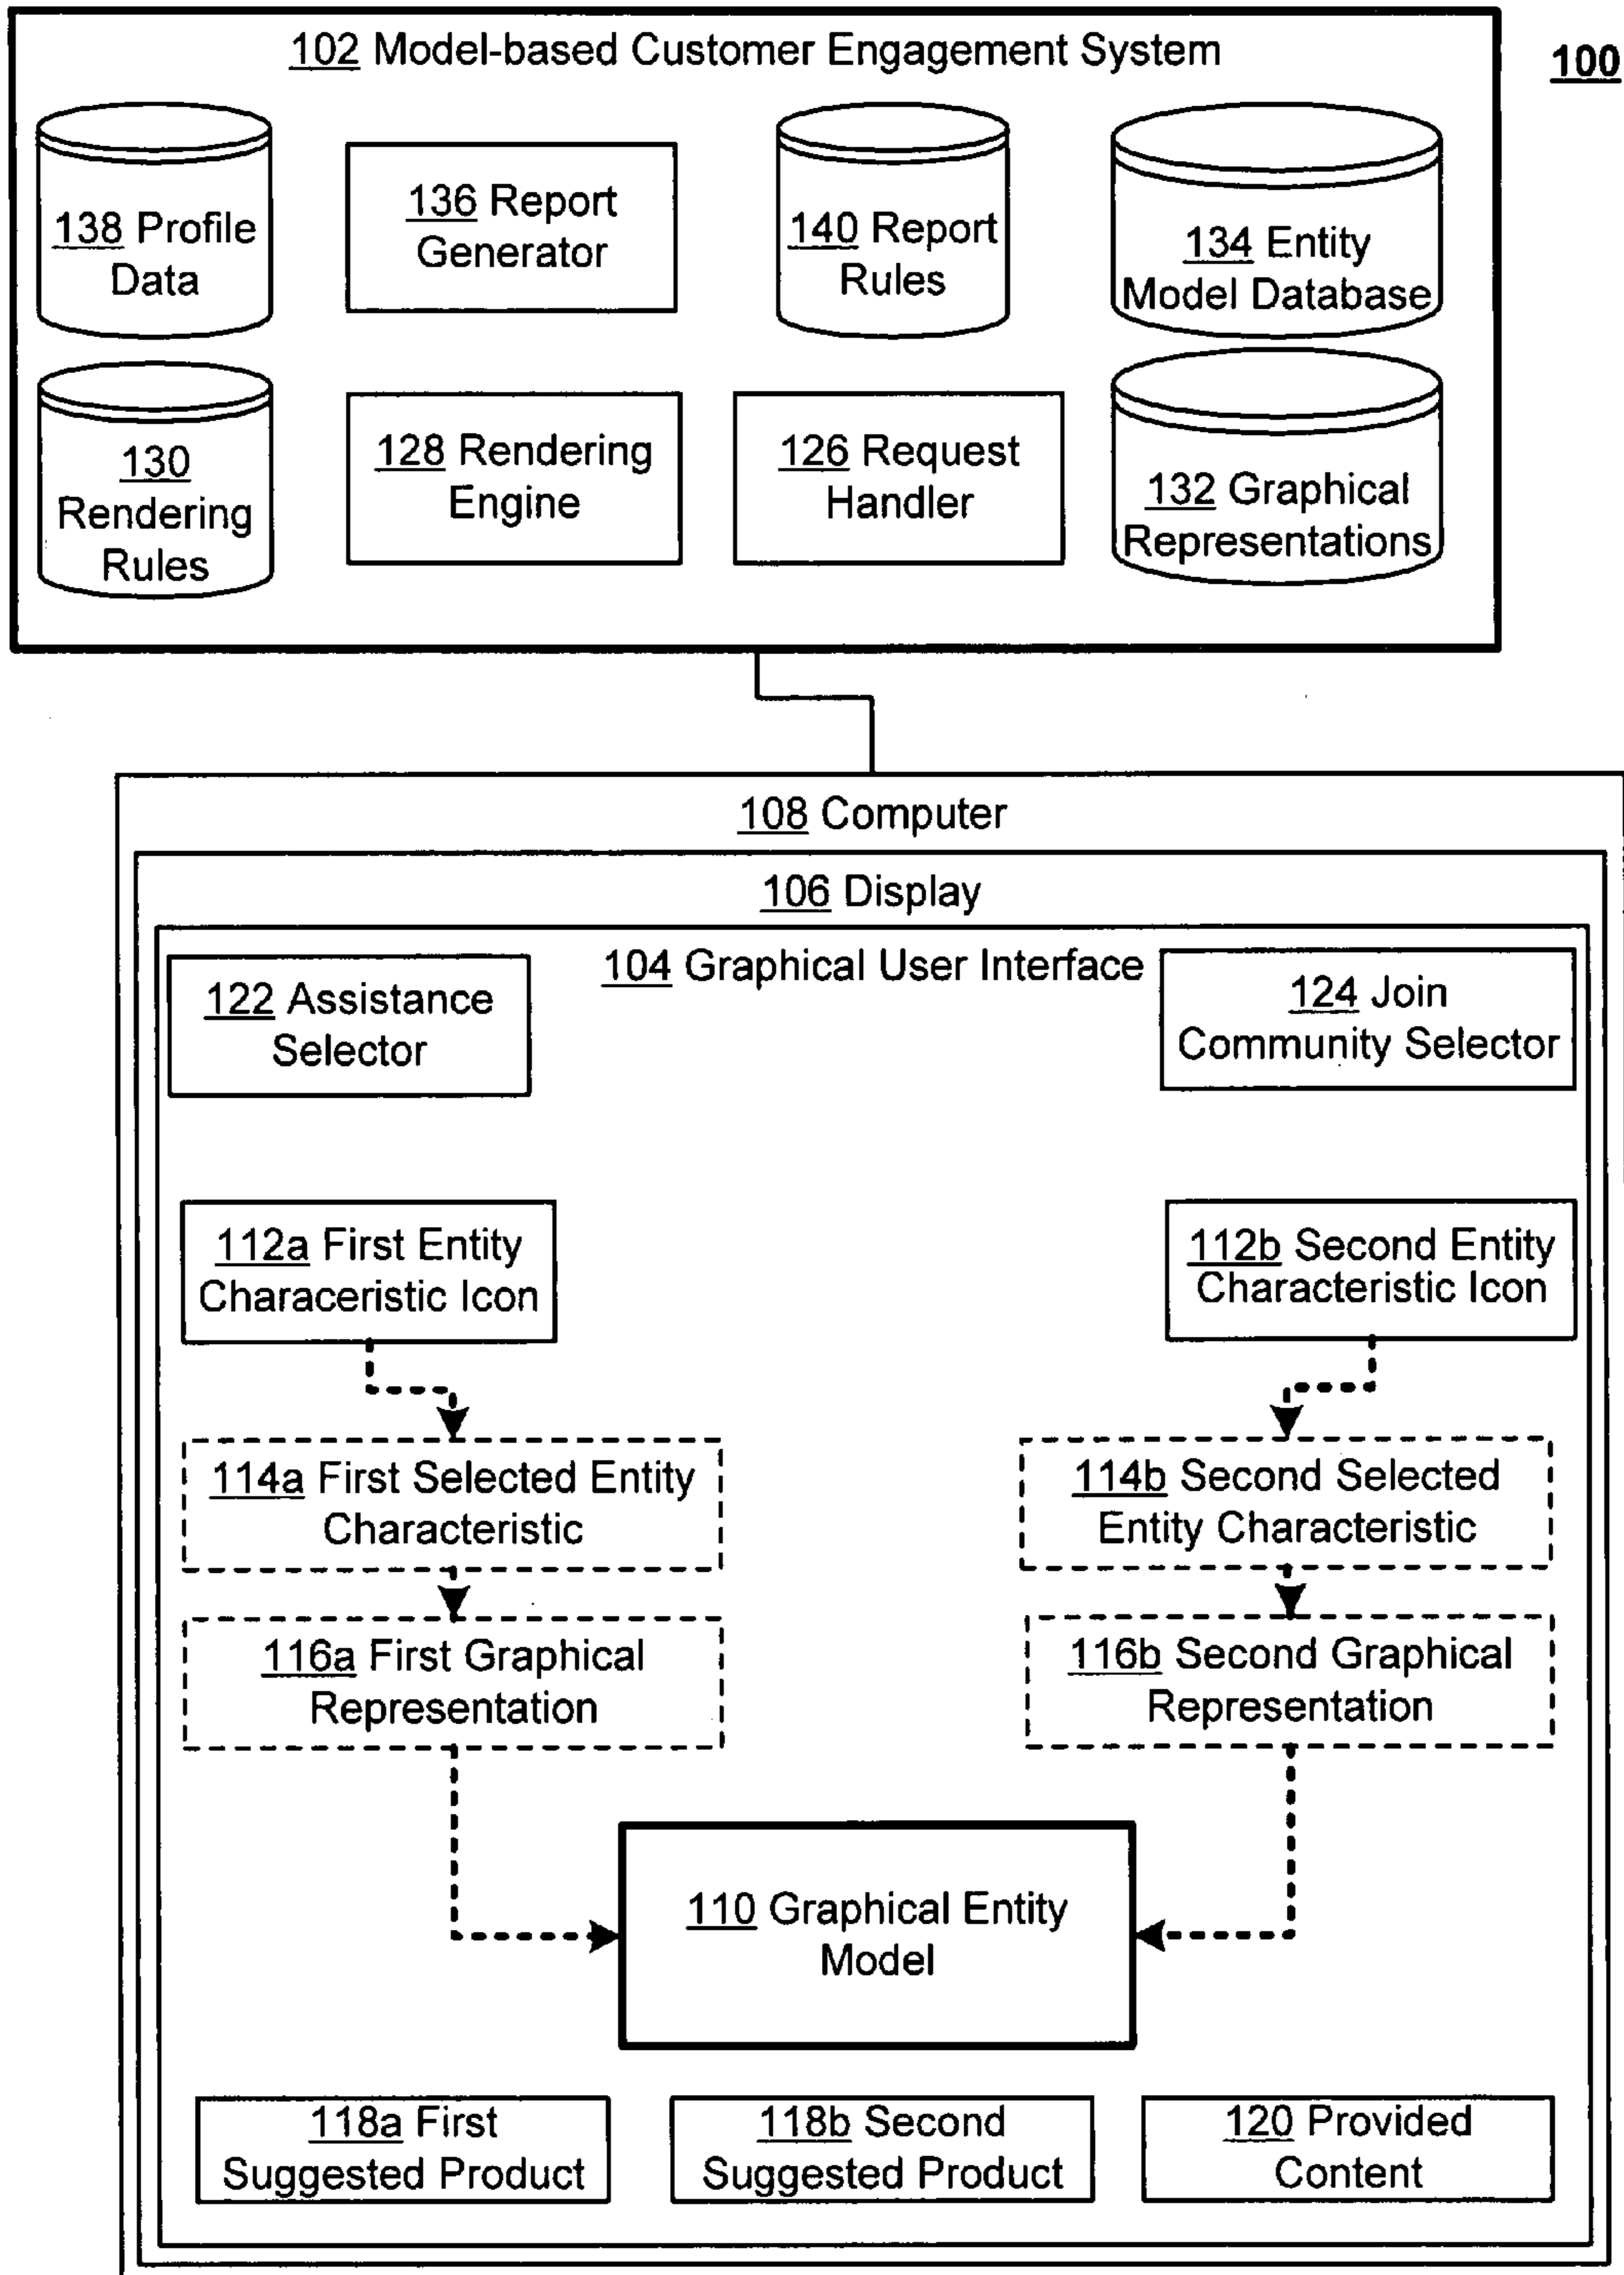 102 Model-based Customer Engagement System
100
138 Profile
Data
136 Report
Generator
140 Report
Rules
134 Entity
Model Database
130
Rendering
Rules
128 Rendering
Engine
126 Request
Handler
132 Graphical
Representations
108 Computer
106 Display
104 Graphical User Interface
122 Assistance
Selector
124 Join
Community Selector
112a First Entity
Characeristic Icon
112b Second Entity
Characteristic Icon
114a First Selected Entity
Characteristic
114b Second Selected
Entity Characteristic
116a First Graphical
Representation
116b Second Graphical
Representation
110 Graphical Entity
Model
118a First
Suggested Product
118b Second
Suggested Product
120 Provided
Content